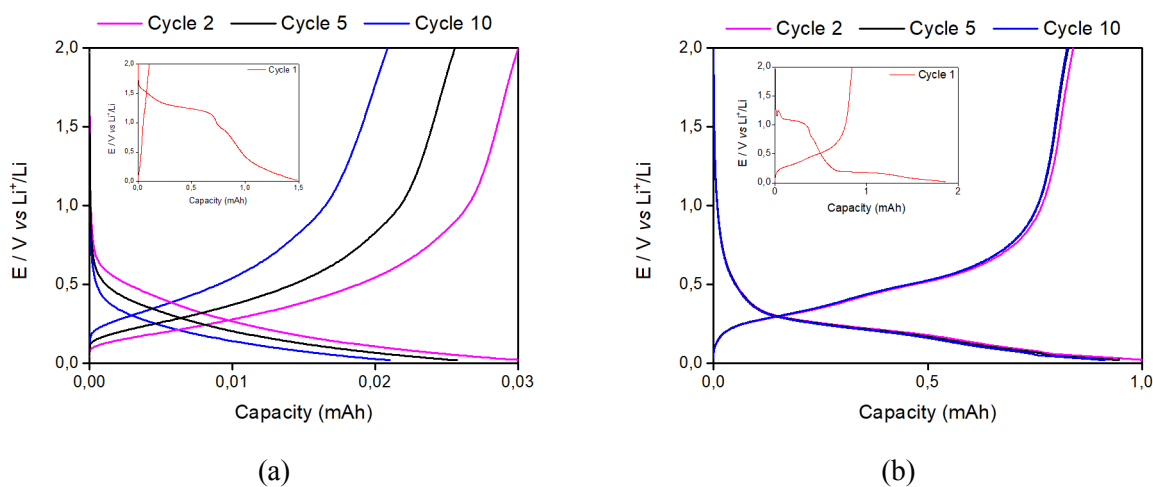 Cycle 2 Cycle 5 Cycle 10
2,0
1,5
1,0
0,5
0,0
0,00 0,01 0,02 0,03
E / V vs Li⁺/Li
Capacity (mAh)
Cycle 1
2,0
1,5
1,0
0,5
0,0
0,0 0,5 1,0 1,5
E / V vs Li⁺/Li
Capacity (mAh)
(a)
Cycle 2 Cycle 5 Cycle 10
2,0
1,5
1,0
0,5
0,0
0,0 0,5 1,0
E / V vs Li⁺/Li
Capacity (mAh)
Cycle 1
2,0
1,5
1,0
0,5
0,0
0 1 2
E / V vs Li⁺/Li
Capacity (mAh)
(b)